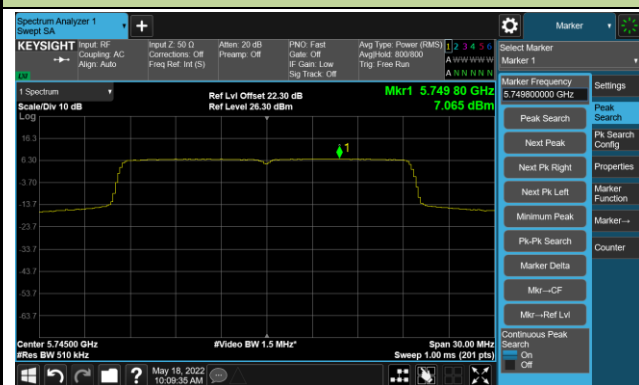 Spectrum Analyzer 1
Swept SA
+
Marker
KEYSIGHT Input: RF Input Z: 50 Ω Atten: 20 dB PNO: Fast Avg Type: Power (RMS) 1 2 3 4 5 6
Coupling: AC Corrections: Off Preamp: Off Gate: Off Avg|Hold: 800/800 A W W W W W
Align: Auto Freq Ref: Int (S) IF Gain: Low Trig: Free Run
Sig Track: Off A N N N N N
LXI
Select Marker
Marker 1
1 Spectrum
Scale/Div 10 dB
Log
Ref Lvl Offset 22.30 dB
Ref Level 26.30 dBm
Mkr1 5.749 80 GHz
7.065 dBm
1
16.3
6.30
-3.70
-13.7
-23.7
-33.7
-43.7
-53.7
-63.7
Center 5.74500 GHz #Video BW 1.5 MHz* Span 30.00 MHz
#Res BW 510 kHz Sweep 1.00 ms (201 pts)
Marker Frequency
5.749800000 GHz
Peak Search
Next Peak
Next Pk Right
Next Pk Left
Minimum Peak
Pk-Pk Search
Marker Delta
Mkr→CF
Mkr→Ref Lvl
Continuous Peak
Search
On
Off
Settings
Peak
Search
Pk Search
Config
Properties
Marker
Function
Marker→
Counter
?
May 18, 2022
10:09:35 AM